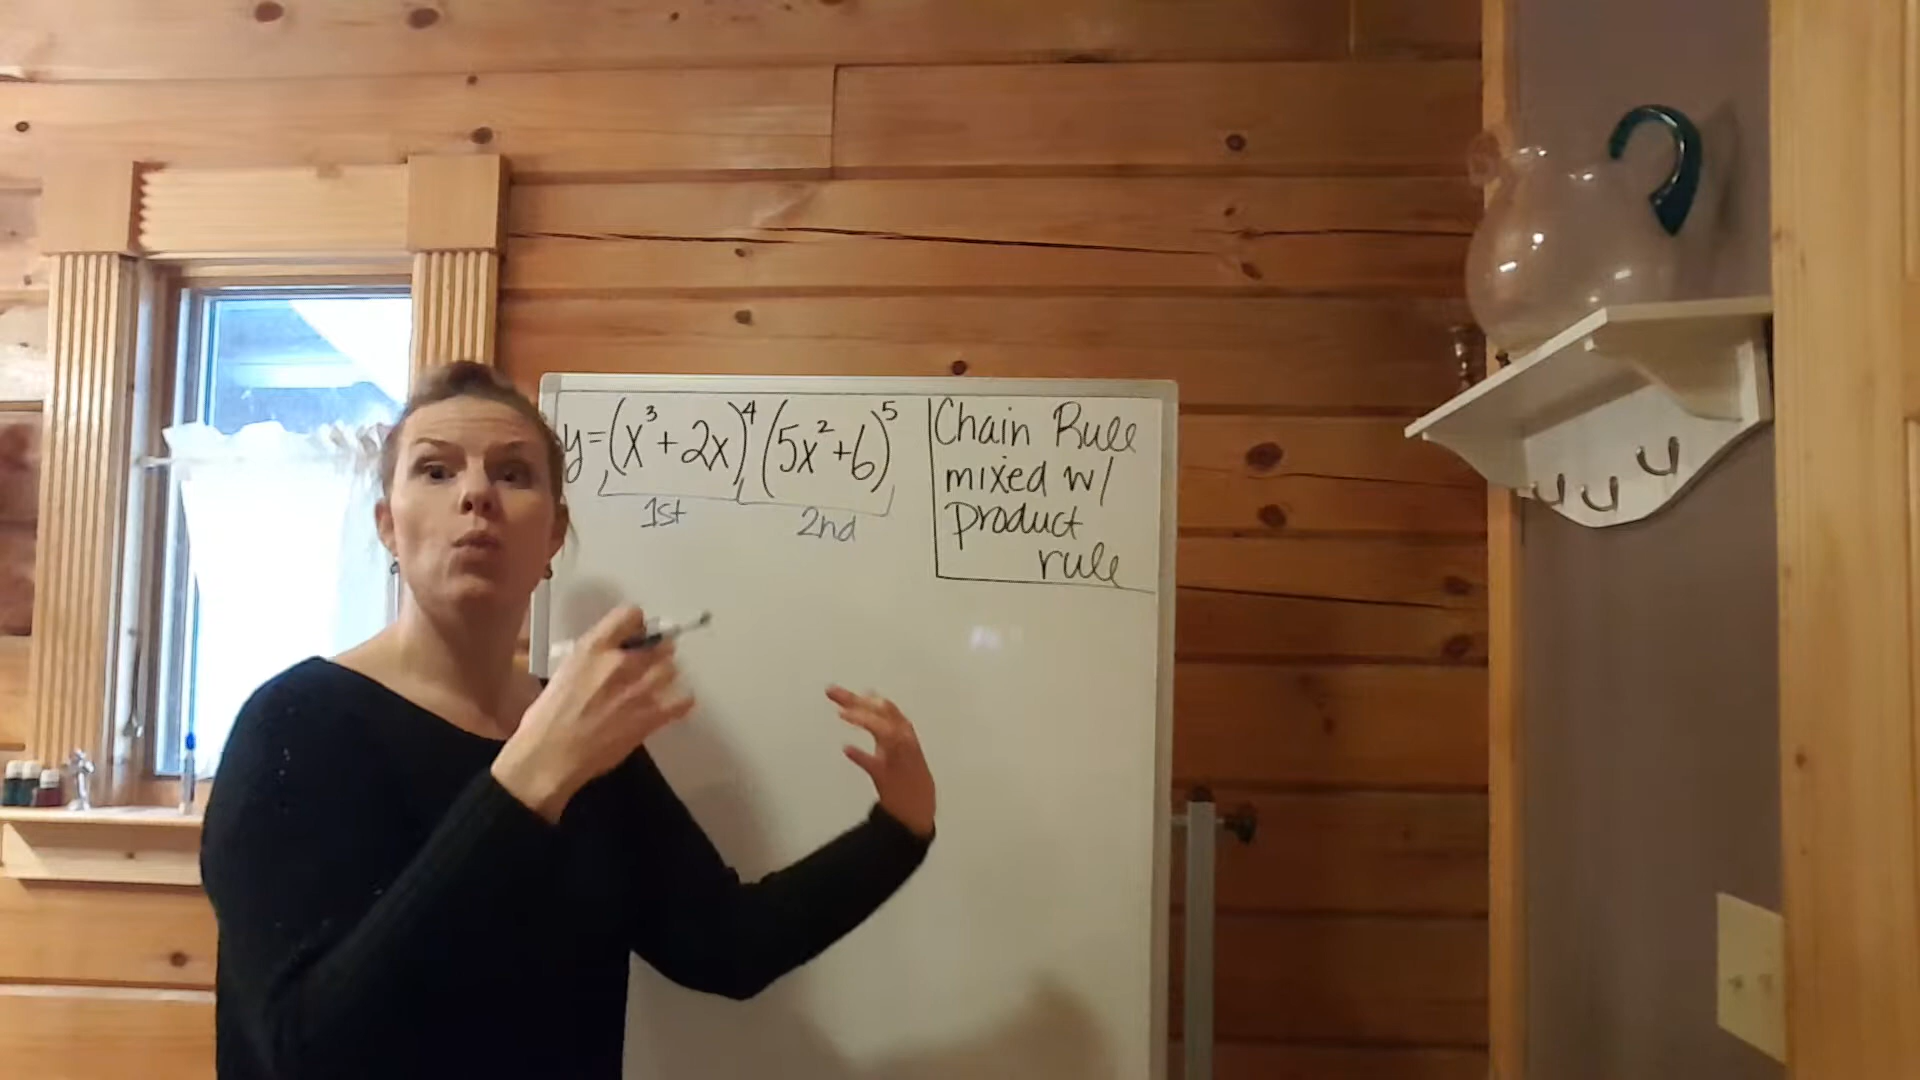 y=(x³+2x)⁴(5x²+6)⁵
1st 2nd
Chain Rule
mixed w/
product
rule